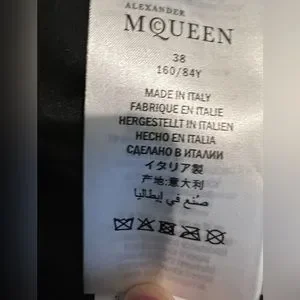 ALEXANDER
McQUEEN
38
160/84Y
MADE IN ITALY
FABRIQUE EN ITALIE
HERGESTELLT IN ITALIEN
HECHO EN ITALIA
СДЕЛАНО В ИТАЛИИ
イタリア製
产地:意大利
صنع في إيطاليا